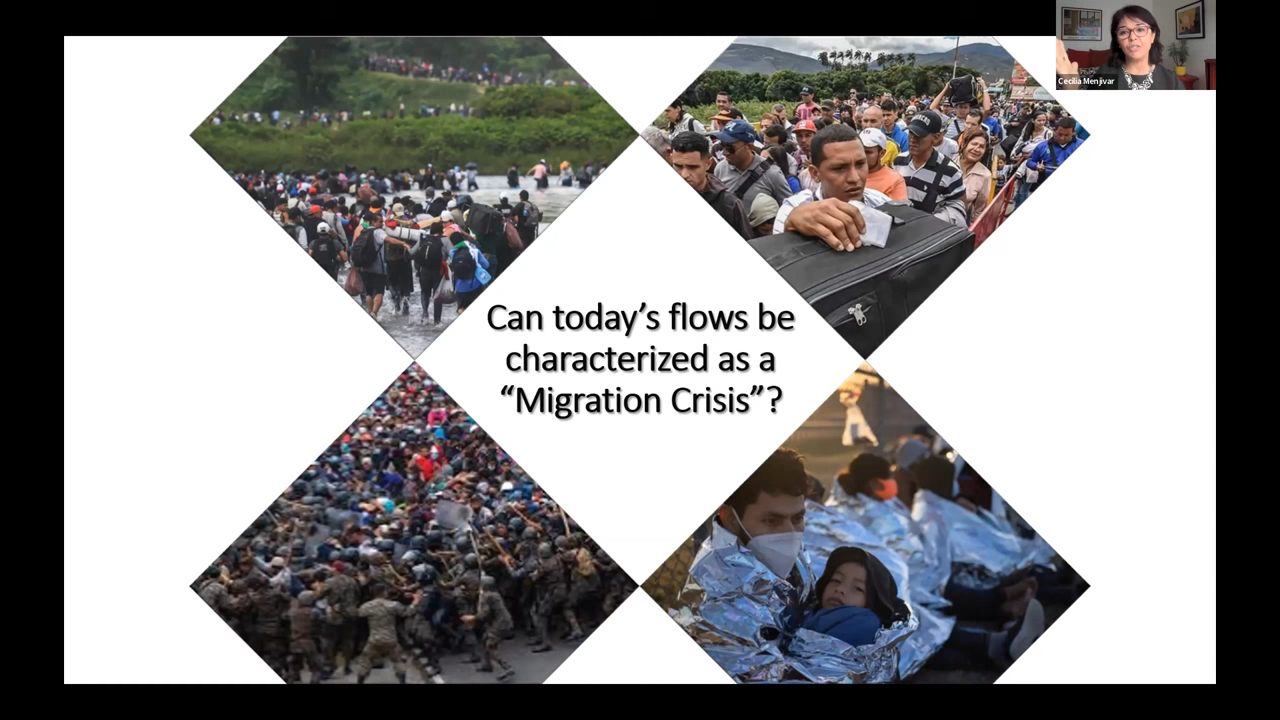 Cecilia Menjívar
Can today’s flows be
characterized as a
“Migration Crisis”?